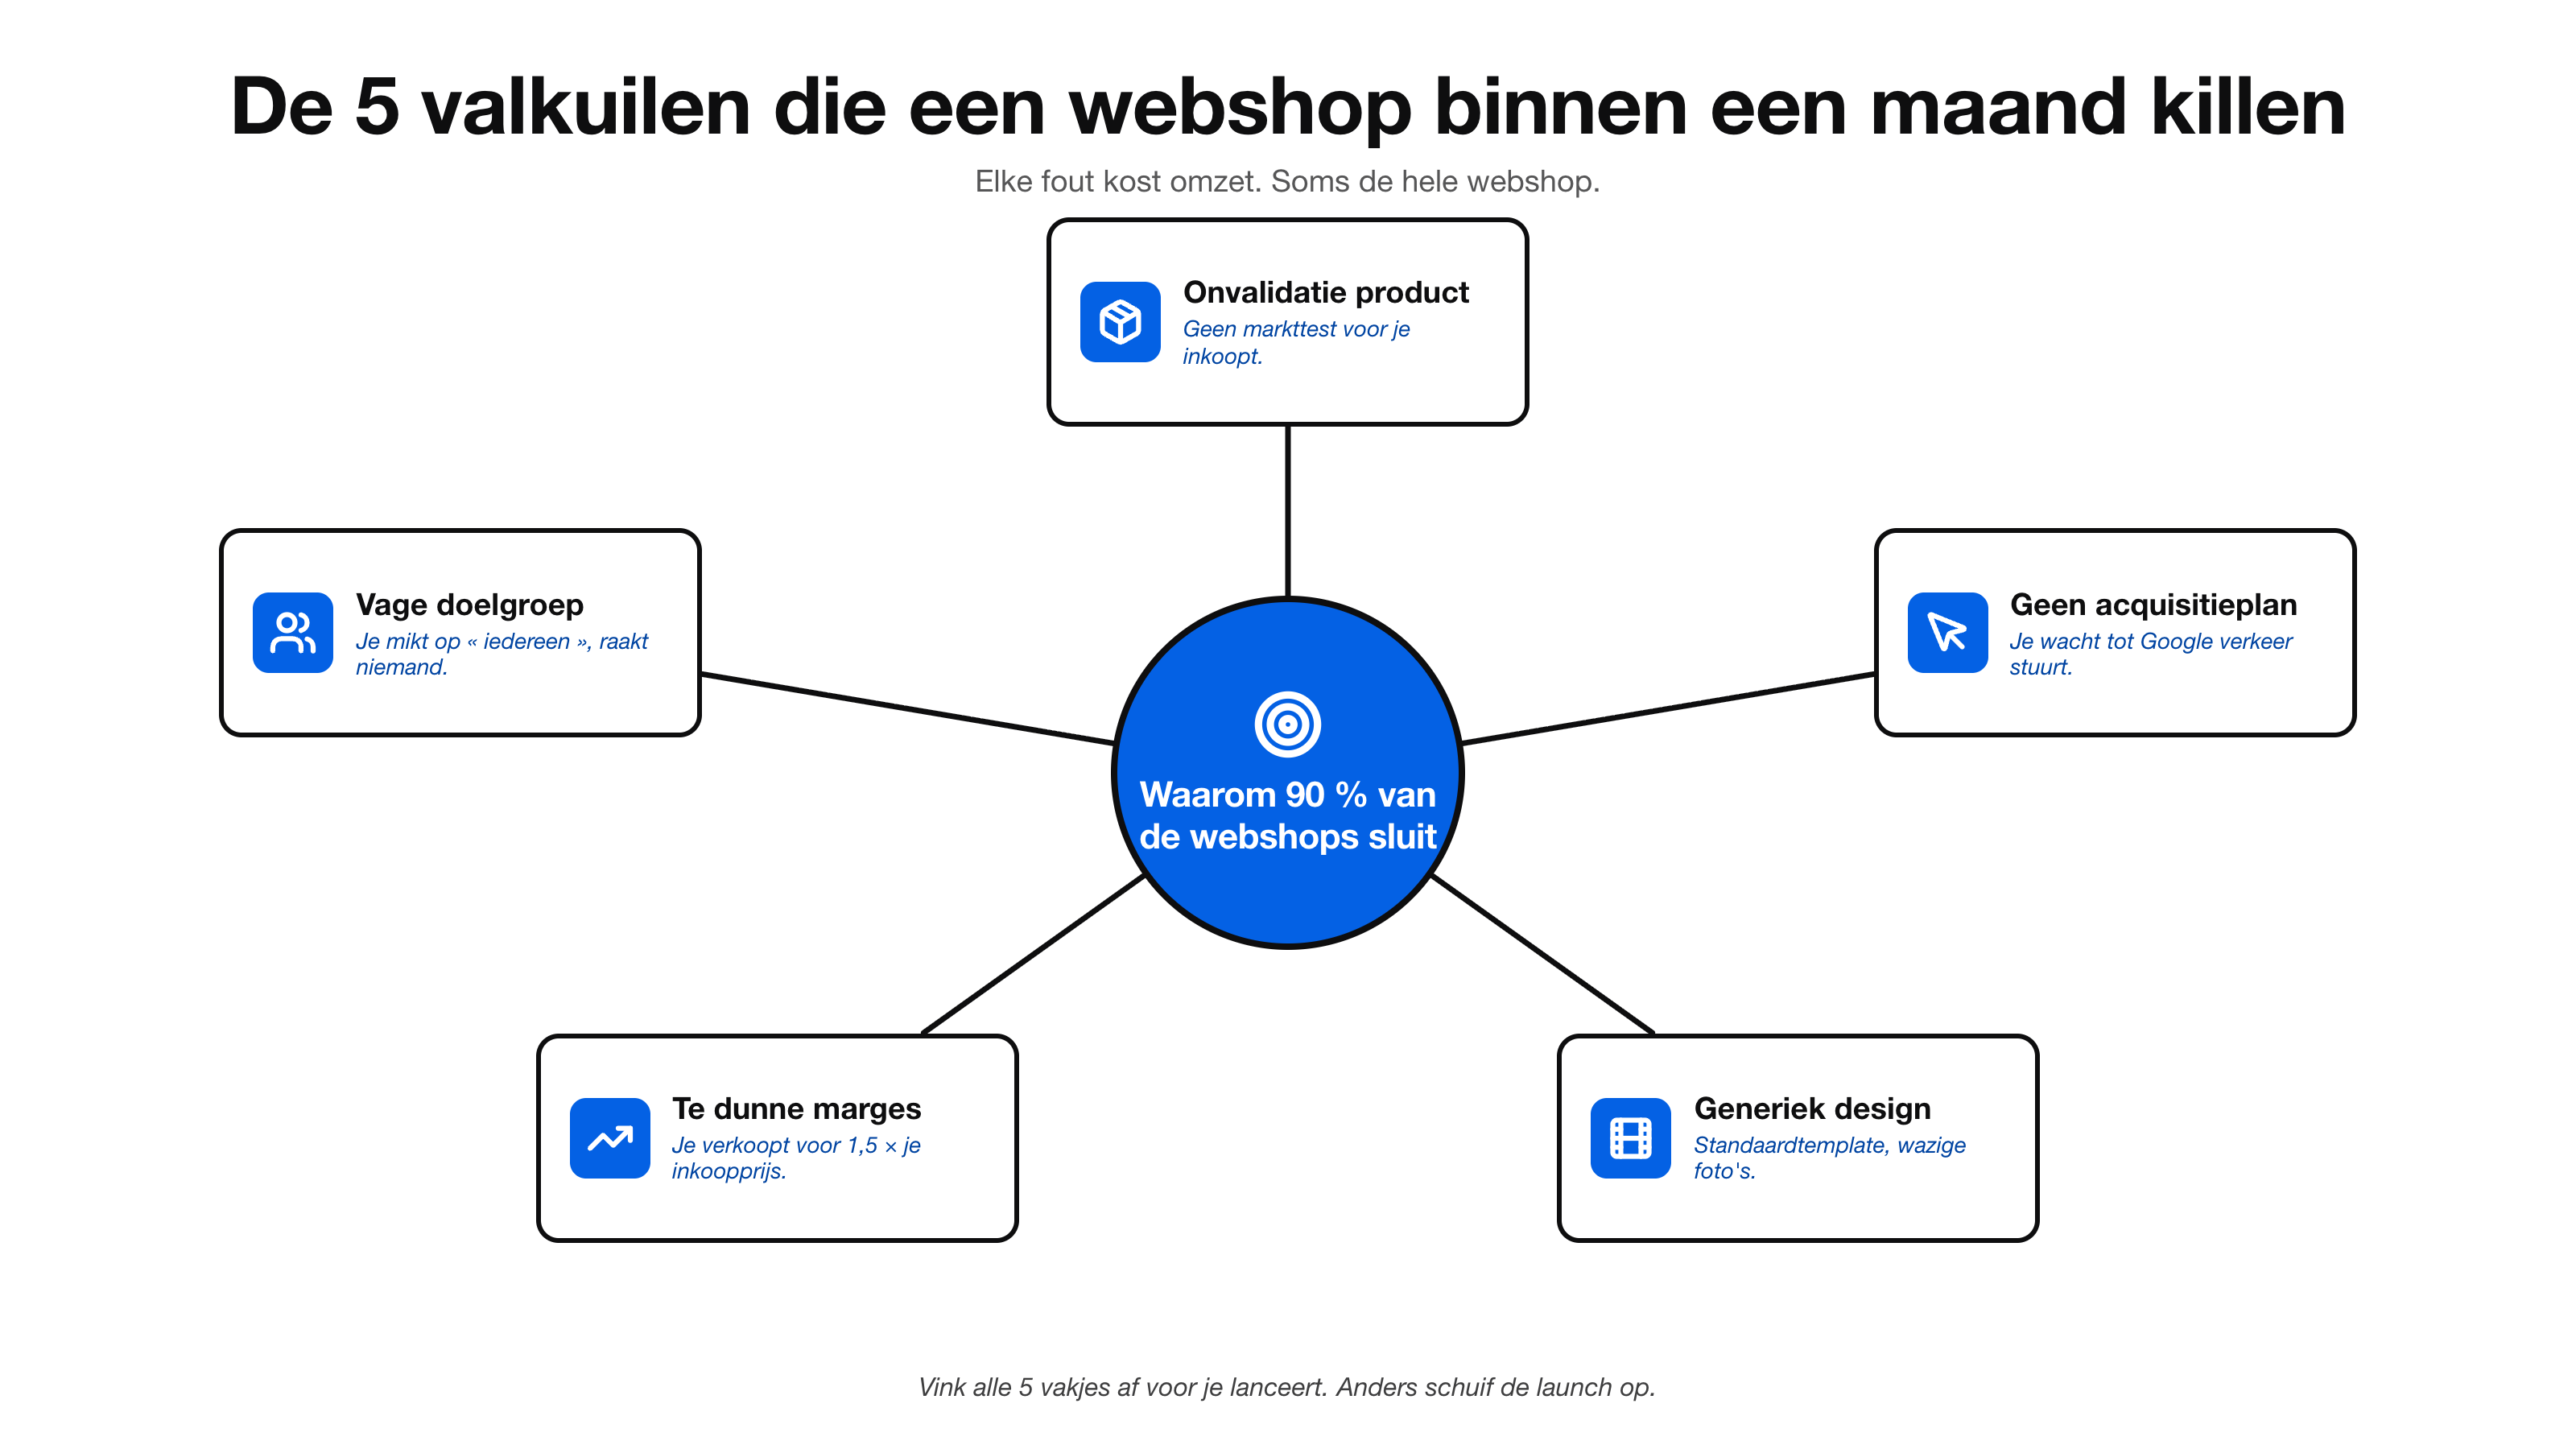 De 5 valkuilen die een webshop binnen een maand killen
Elke fout kost omzet. Soms de hele webshop.
Onvalidatie product
Geen markttest voor je
inkoopt.
Vage doelgroep
Je mikt op « iedereen », raakt
niemand.
Geen acquisitieplan
Je wacht tot Google verkeer
stuurt.
Waarom 90 % van
de webshops sluit
Te dunne marges
Je verkoopt voor 1,5 × je
inkoopprijs.
Generiek design
Standaardtemplate, wazige
foto's.
Vink alle 5 vakjes af voor je lanceert. Anders schuif de launch op.